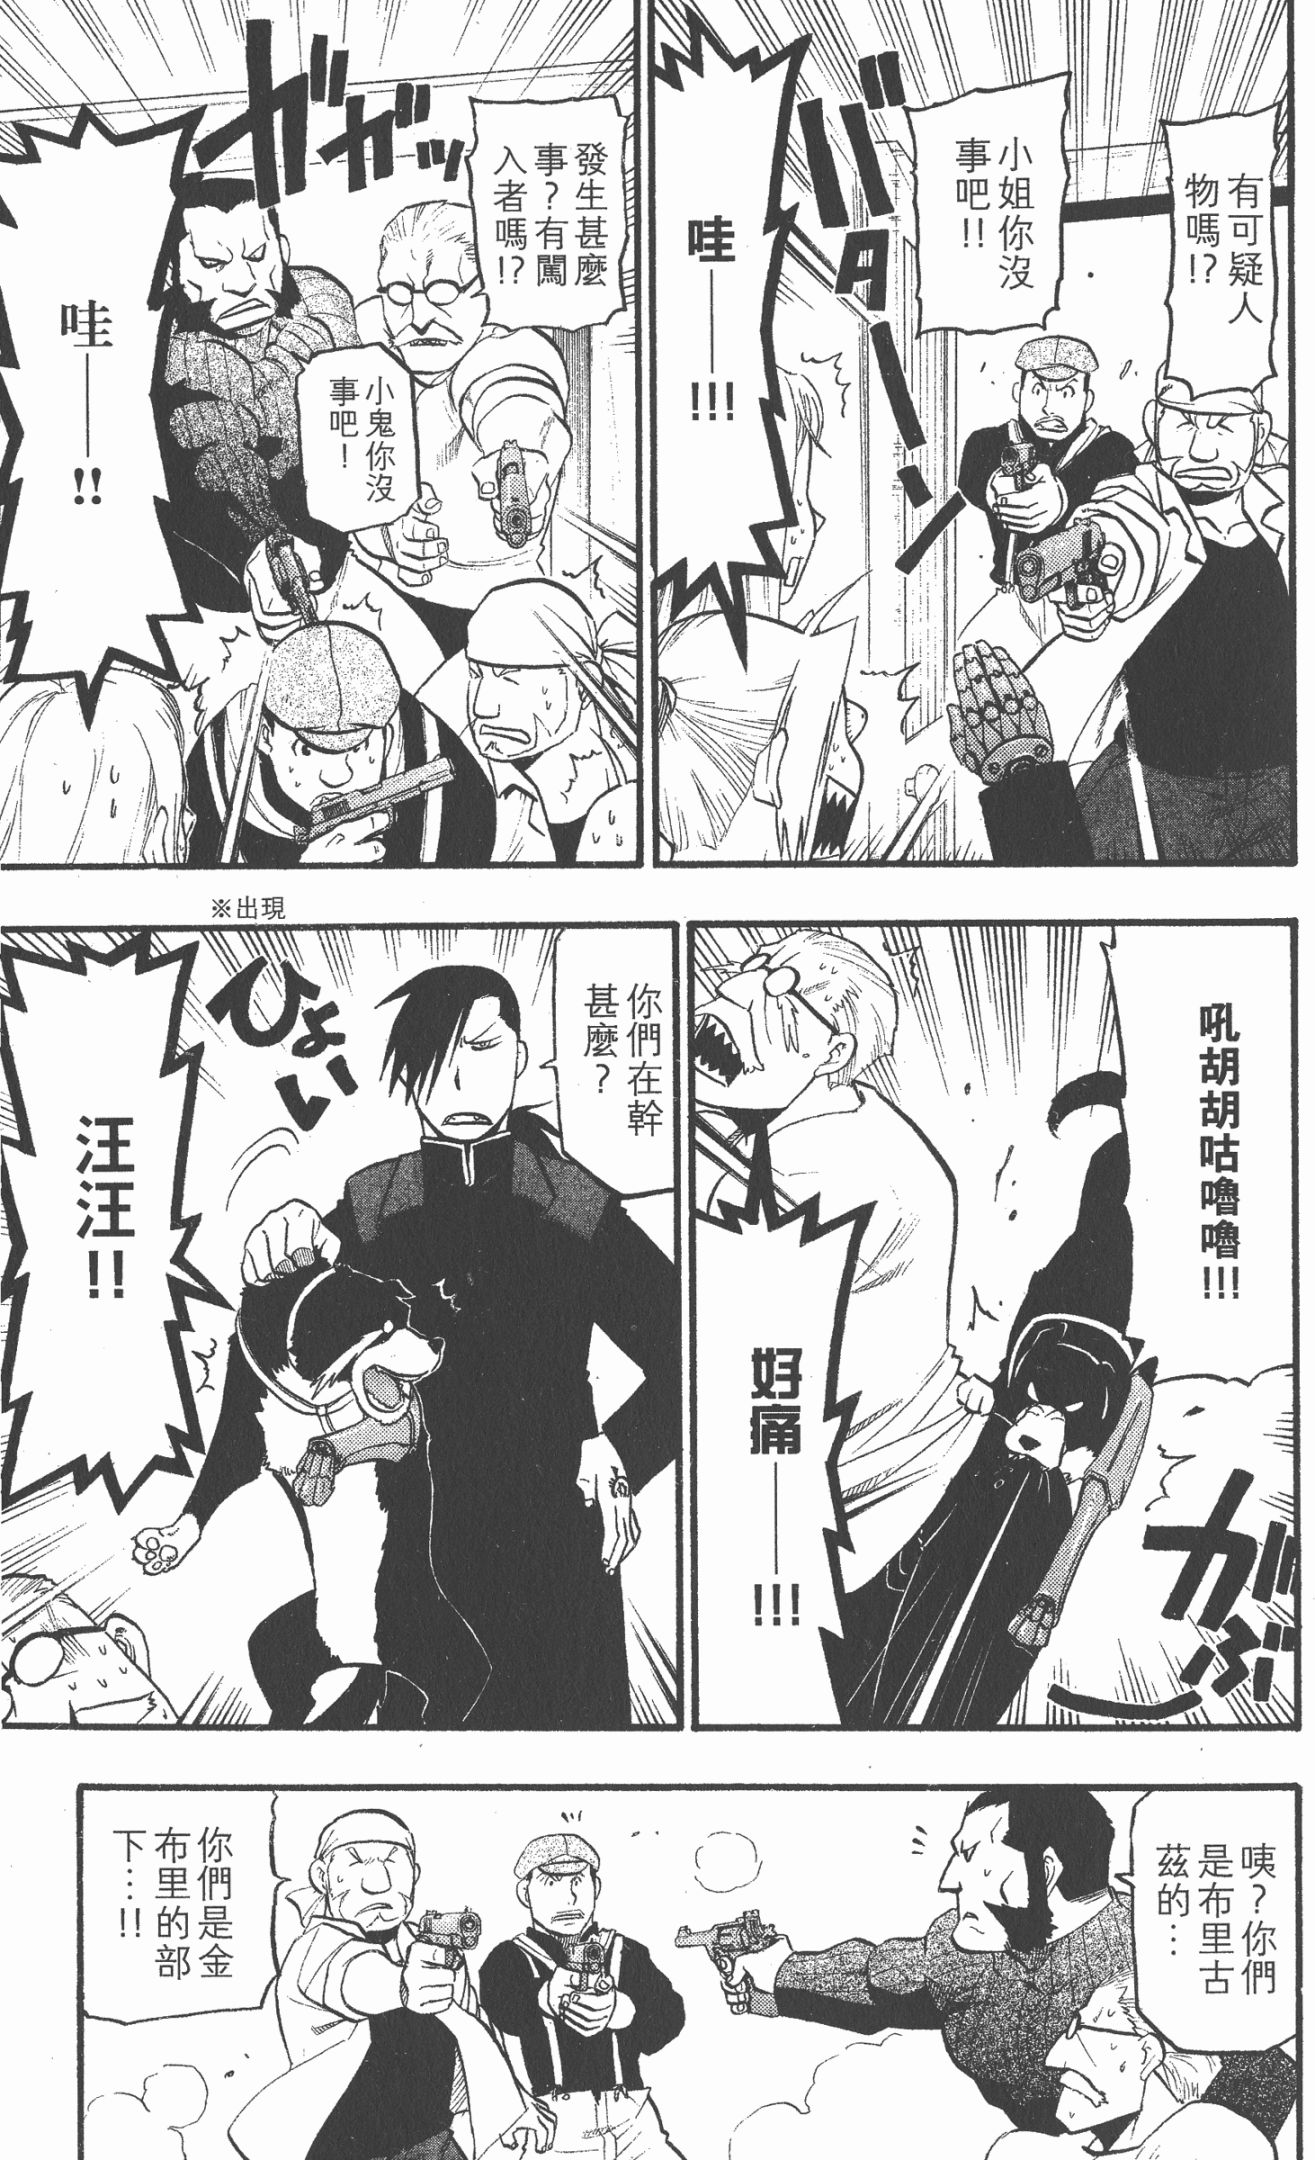 有可疑人
物嗎!?
小姐你沒
事吧!!
バターン
哇——!!!
發生甚麼
事？有闖
入者嗎!?
ガガガッ
小鬼你沒
事吧！
哇——!!
吼胡胡咕嚕嚕!!!
がぶーっ
好痛——!!!
你們在幹
甚麼？
※出現
ひょい
汪汪!!
咦？你們
是布里古
茲的…
你們是金
布里的部
下…!!